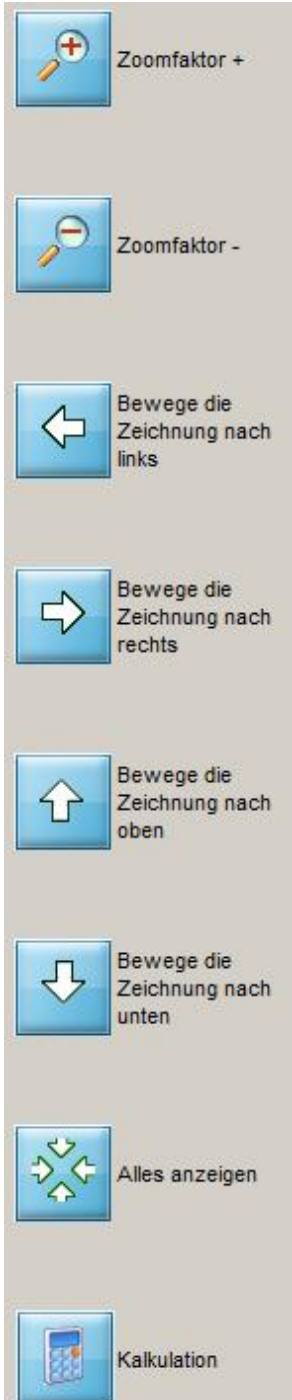 Zoomfaktor +
Zoomfaktor -
Bewege die
Zeichnung nach
links
Bewege die
Zeichnung nach
rechts
Bewege die
Zeichnung nach
oben
Bewege die
Zeichnung nach
unten
Alles anzeigen
Kalkulation